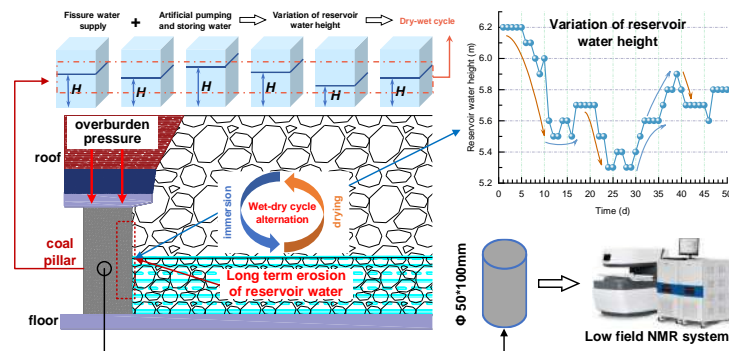 Fissure water supply
+
Artificial pumping and storing water
Variation of reservoir water height
Dry-wet cycle
H
H
H
H
H
H
overburden pressure
roof
coal pillar
floor
immersion
Wet-dry cycle alternation
drying
Long term erosion of reservoir water
Variation of reservoir water height
Reservoir water height (m)
6.4
6.2
6.0
5.8
5.6
5.4
5.2
0 5 10 15 20 25 30 35 40 45 50
Time (d)
Φ 50*100mm
Low field NMR system